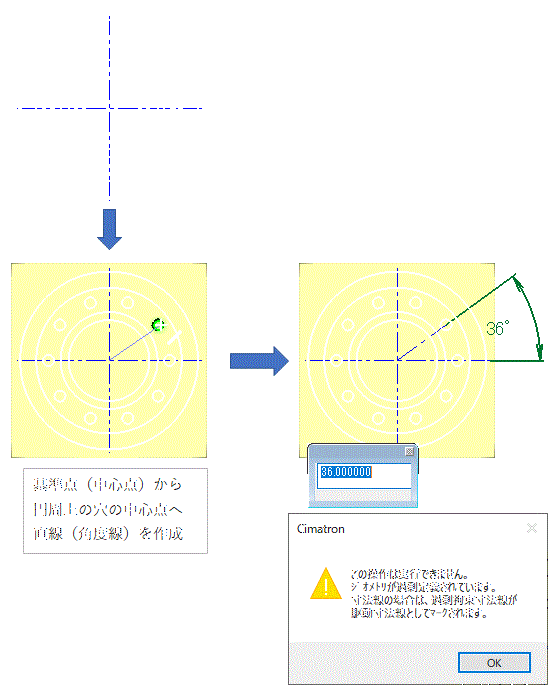 基準点（中心点）から
円周上の穴の中心点へ
直線（角度線）を作成
36°
36.000000
Cimatron
この操作は実行できません。
ｼﾞｵﾒﾄﾘが過剰定義されています。
寸法線の場合は、過剰拘束寸法線が
駆動寸法線としてﾏｰｸされます。
OK